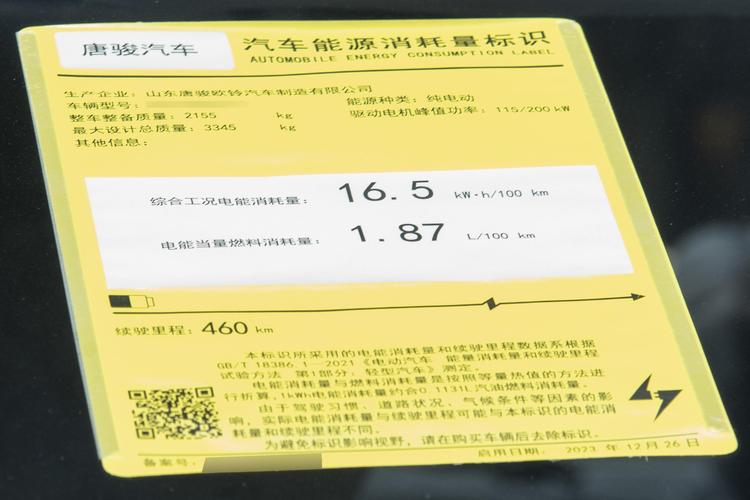 唐骏汽车
汽车能源消耗量标识
AUTOMOBILE ENERGY CONSUMPTION LABEL
生产企业：山东唐骏欧铃汽车制造有限公司
车辆型号：
能源种类：纯电动
整车整备质量：2155 kg
驱动电机峰值功率：115/200 kW
最大设计总质量：3345 kg
其他信息：
综合工况电能消耗量： 16.5 kW·h/100 km
电能当量燃料消耗量： 1.87 L/100 km
续驶里程：460 km
本标识所采用的电能消耗量和续驶里程数据系根据
GB/T 18386.1-2021《电动汽车 能量消耗量和续驶里程
试验方法 第1部分：轻型汽车》测定。
电能消耗量与燃料消耗量是按照等量热值的方法进
行折算，1kWh电能消耗量约合0.1131L汽油燃料消耗量。
由于驾驶习惯、道路状况、气候条件等因素的影
响，实际电能消耗量与续驶里程可能与本标识的电能消
耗量和续驶里程不同。
为避免标识影响视野，请在购买车辆后去除标识。
备案号：
启用日期：2023 年 12 月 26 日